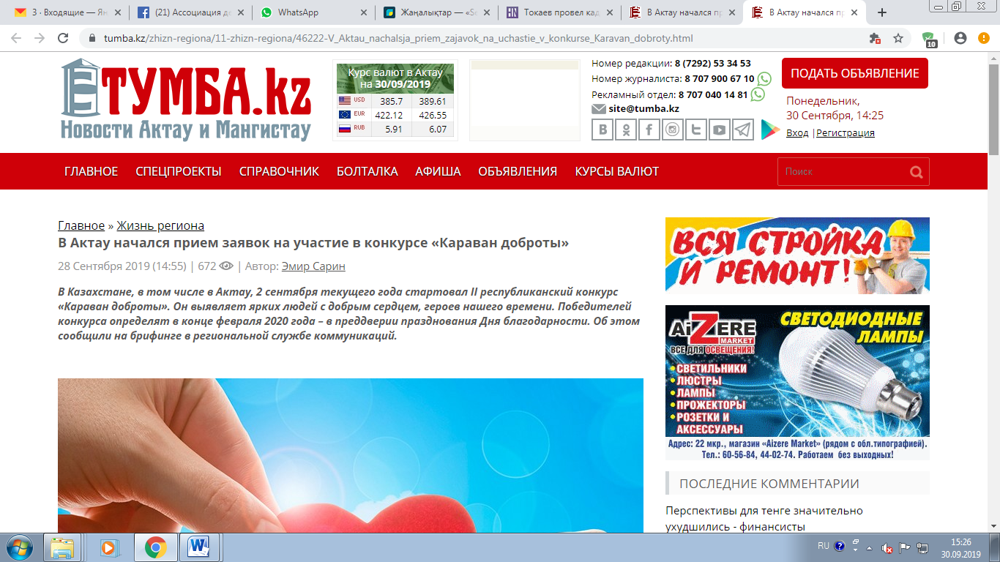 3 · Входящие — Ян
(21) Ассоциация де
WhatsApp
Жаңалықтар — «Se
Токаев провел кад
В Актау начался пр
В Актау начался пр
tumba.kz/zhizn-regiona/11-zhizn-regiona/46222-V_Aktau_nachalsja_priem_zajavok_na_uchastie_v_konkurse_Karavan_dobroty.html
10
ТУМБА.kz
Новости Актау и Мангистау
Курс валют в Актау
на 30/09/2019
USD 385.7 389.61
EUR 422.12 426.55
RUB 5.91 6.07
Номер редакции: 8 (7292) 53 34 53
Номер журналиста: 8 707 900 67 10
Рекламный отдел: 8 707 040 14 81
site@tumba.kz
ПОДАТЬ ОБЪЯВЛЕНИЕ
Понедельник,
30 Сентября, 14:25
Вход | Регистрация
ГЛАВНОЕ СПЕЦПРОЕКТЫ СПРАВОЧНИК БОЛТАЛКА АФИША ОБЪЯВЛЕНИЯ КУРСЫ ВАЛЮТ
Поиск
Главное » Жизнь региона
В Актау начался прием заявок на участие в конкурсе «Караван доброты»
28 Сентября 2019 (14:55) | 672 | Автор: Эмир Сарин
В Казахстане, в том числе в Актау, 2 сентября текущего года стартовал II республиканский конкурс
«Караван доброты». Он выявляет ярких людей с добрым сердцем, героев нашего времени. Победителей
конкурса определят в конце февраля 2020 года – в преддверии празднования Дня благодарности. Об этом
сообщили на брифинге в региональной службе коммуникаций.
ВСЯ СТРОЙКА
И РЕМОНТ!
AiZERE
MARKET
ВСЕ ДЛЯ ОСВЕЩЕНИЯ!
СВЕТОДИОДНЫЕ
ЛАМПЫ
• СВЕТИЛЬНИКИ
• ЛЮСТРЫ
• ЛАМПЫ
• ПРОЖЕКТОРЫ
• РОЗЕТКИ И
АКСЕССУАРЫ
Адрес: 22 мкр., магазин «Aizere Market» (рядом с обл.типографией).
Тел.: 60-56-84, 44-02-74. Работаем без выходных!
ПОСЛЕДНИЕ КОММЕНТАРИИ
Перспективы для тенге значительно
ухудшились - финансисты
RU
15:26
30.09.2019